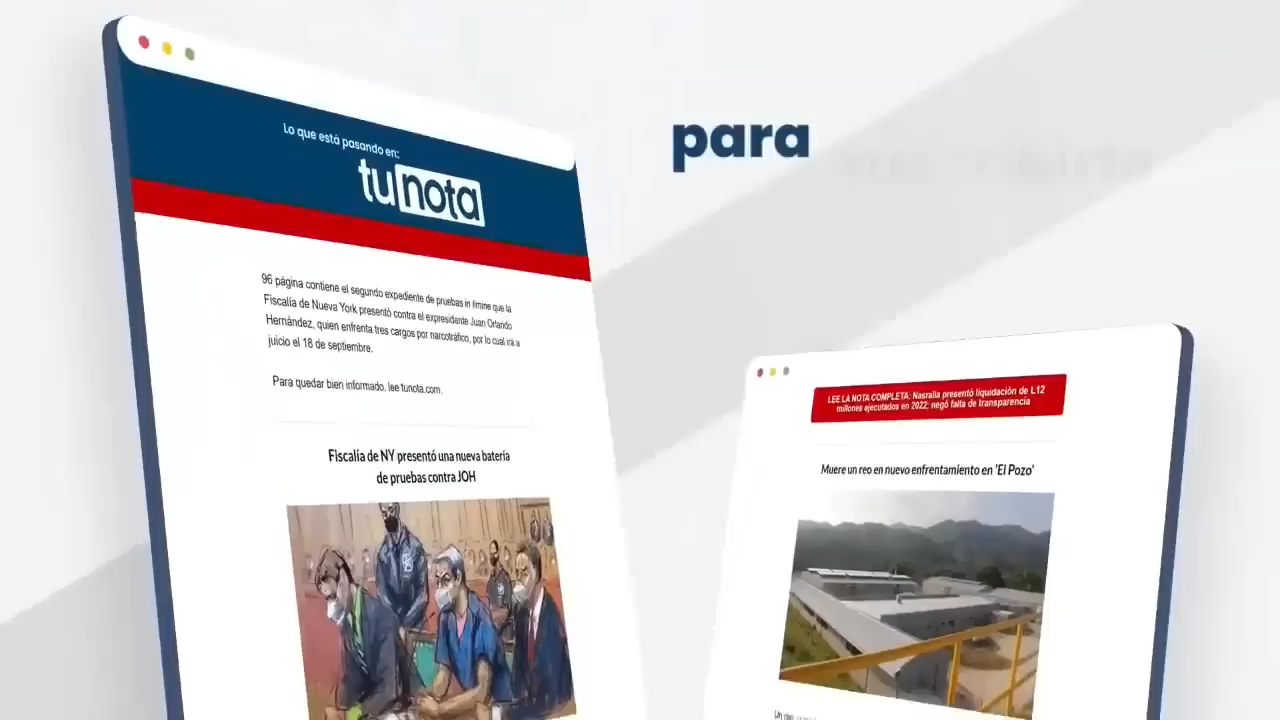 Lo que está pasando en:
tunota
96 página contiene el segundo expediente de pruebas in límine que la
Fiscalía de Nueva York presentó contra el expresidente Juan Orlando
Hernández, quien enfrenta tres cargos por narcotráfico, por lo cual irá a
juicio el 18 de septiembre.
Para quedar bien informado, lee tunota.com.
Fiscalía de NY presentó una nueva batería
de pruebas contra JOH
para
LEE LA NOTA COMPLETA: Nasralla presentó liquidación de L12
millones ejecutados en 2022; negó falta de transparencia
Muere un reo en nuevo enfrentamiento en 'El Pozo'
Un reo